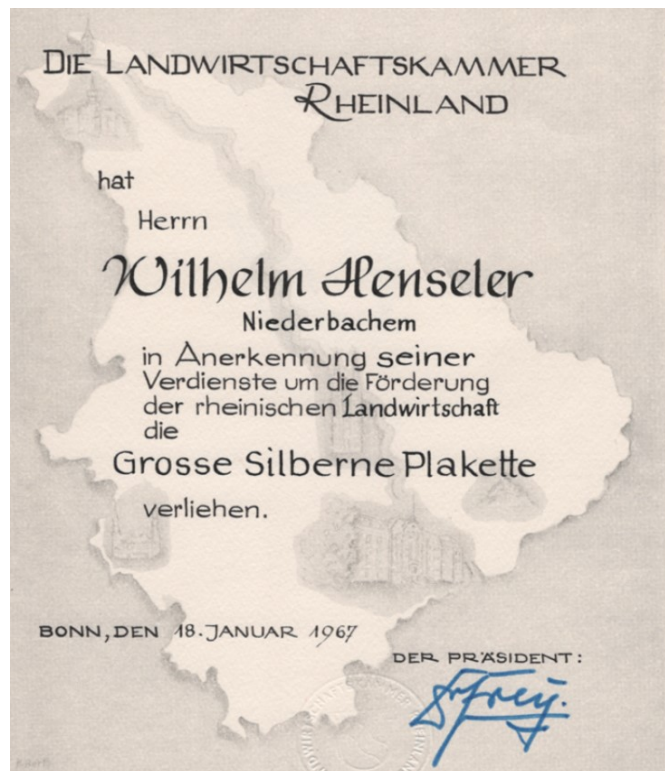 DIE LANDWIRTSCHAFTSKAMMER
RHEINLAND
hat
Herrn
Wilhelm Henseler
Niederbachem
in Anerkennung seiner
Verdienste um die Förderung
der rheinischen Landwirtschaft
die
Grosse Silberne Plakette
verliehen.
BONN, DEN 18. JANUAR 1967
DER PRÄSIDENT: